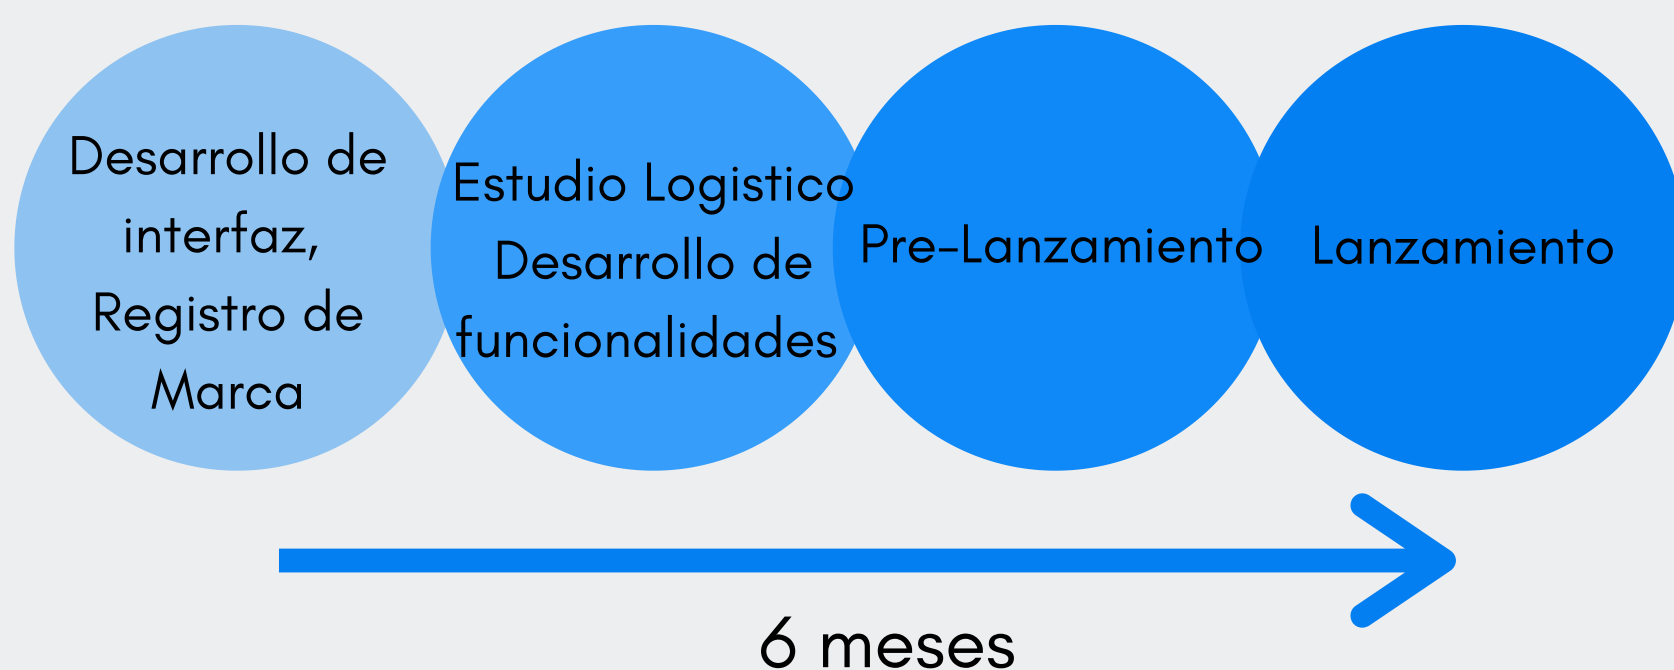 Desarrollo de
interfaz,
Registro de
Marca
Estudio Logistico
Desarrollo de
funcionalidades
Pre-Lanzamiento
Lanzamiento
6 meses